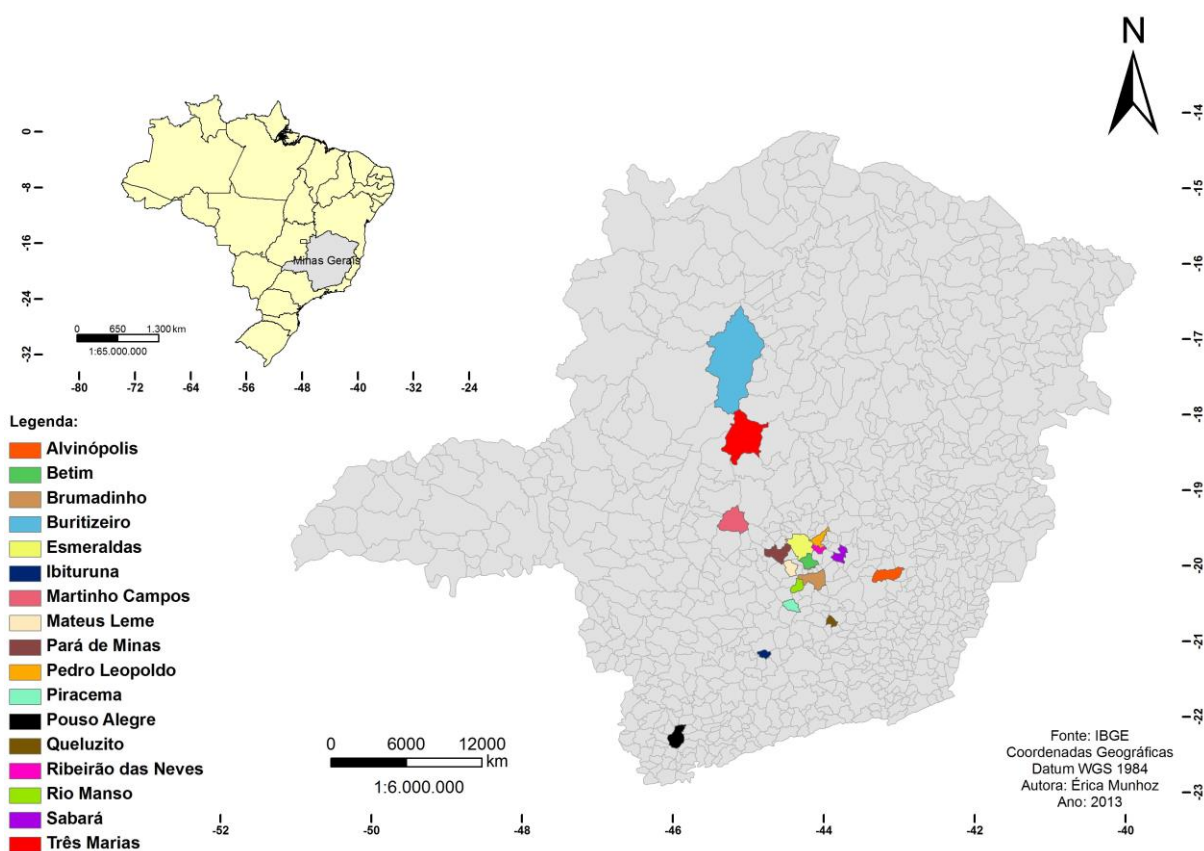 N
0
-8
-16
-24
-32
Minas Gerais
0 650 1.300 km
1:65.000.000
-80 -72 -64 -56 -48 -40 -32 -24
-14
-15
-16
-17
-18
-19
-20
-21
-22
-23
Legenda:
Alvinópolis
Betim
Brumadinho
Buritizeiro
Esmeraldas
Ibituruna
Martinho Campos
Mateus Leme
Pará de Minas
Pedro Leopoldo
Piracema
Pouso Alegre
Queluzito
Ribeirão das Neves
Rio Manso
Sabará
Três Marias
0 6000 12000
km
1:6.000.000
Fonte: IBGE
Coordenadas Geográficas
Datum WGS 1984
Autora: Érica Munhoz
Ano: 2013
-52 -50 -48 -46 -44 -42 -40